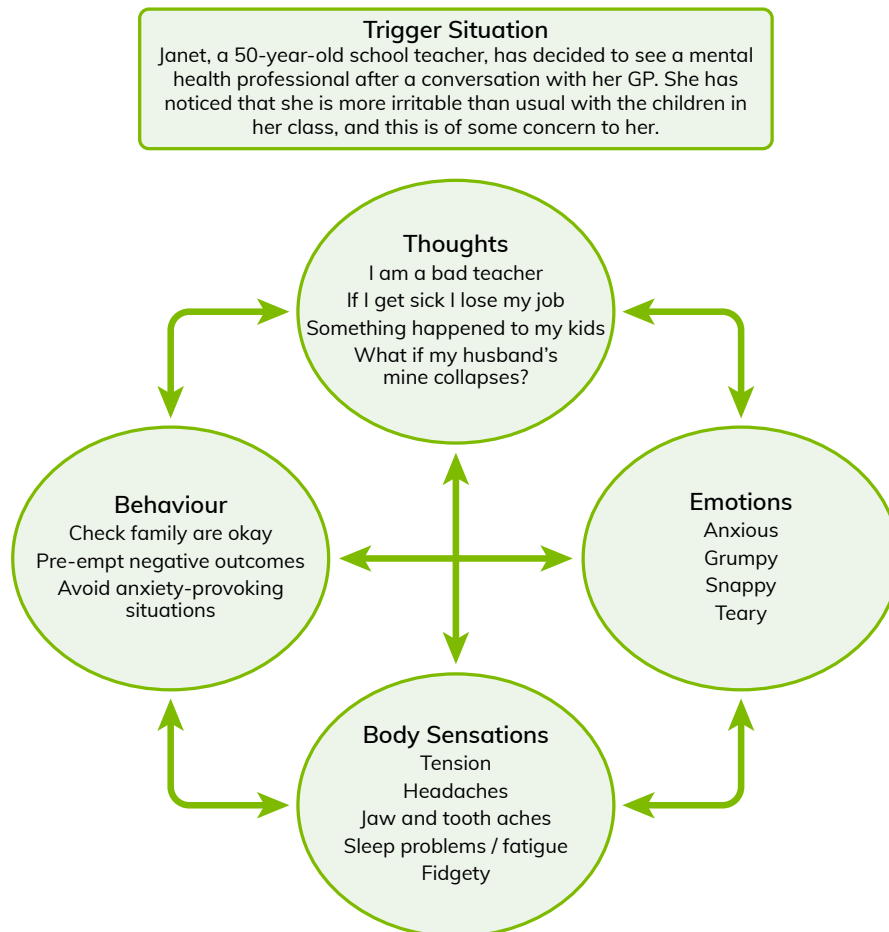 Trigger Situation
Janet, a 50-year-old school teacher, has decided to see a mental
health professional after a conversation with her GP. She has
noticed that she is more irritable than usual with the children in
her class, and this is of some concern to her.
Thoughts
I am a bad teacher
If I get sick I lose my job
Something happened to my kids
What if my husband’s
mine collapses?
Behaviour
Check family are okay
Pre-empt negative outcomes
Avoid anxiety-provoking
situations
Emotions
Anxious
Grumpy
Snappy
Teary
Body Sensations
Tension
Headaches
Jaw and tooth aches
Sleep problems / fatigue
Fidgety